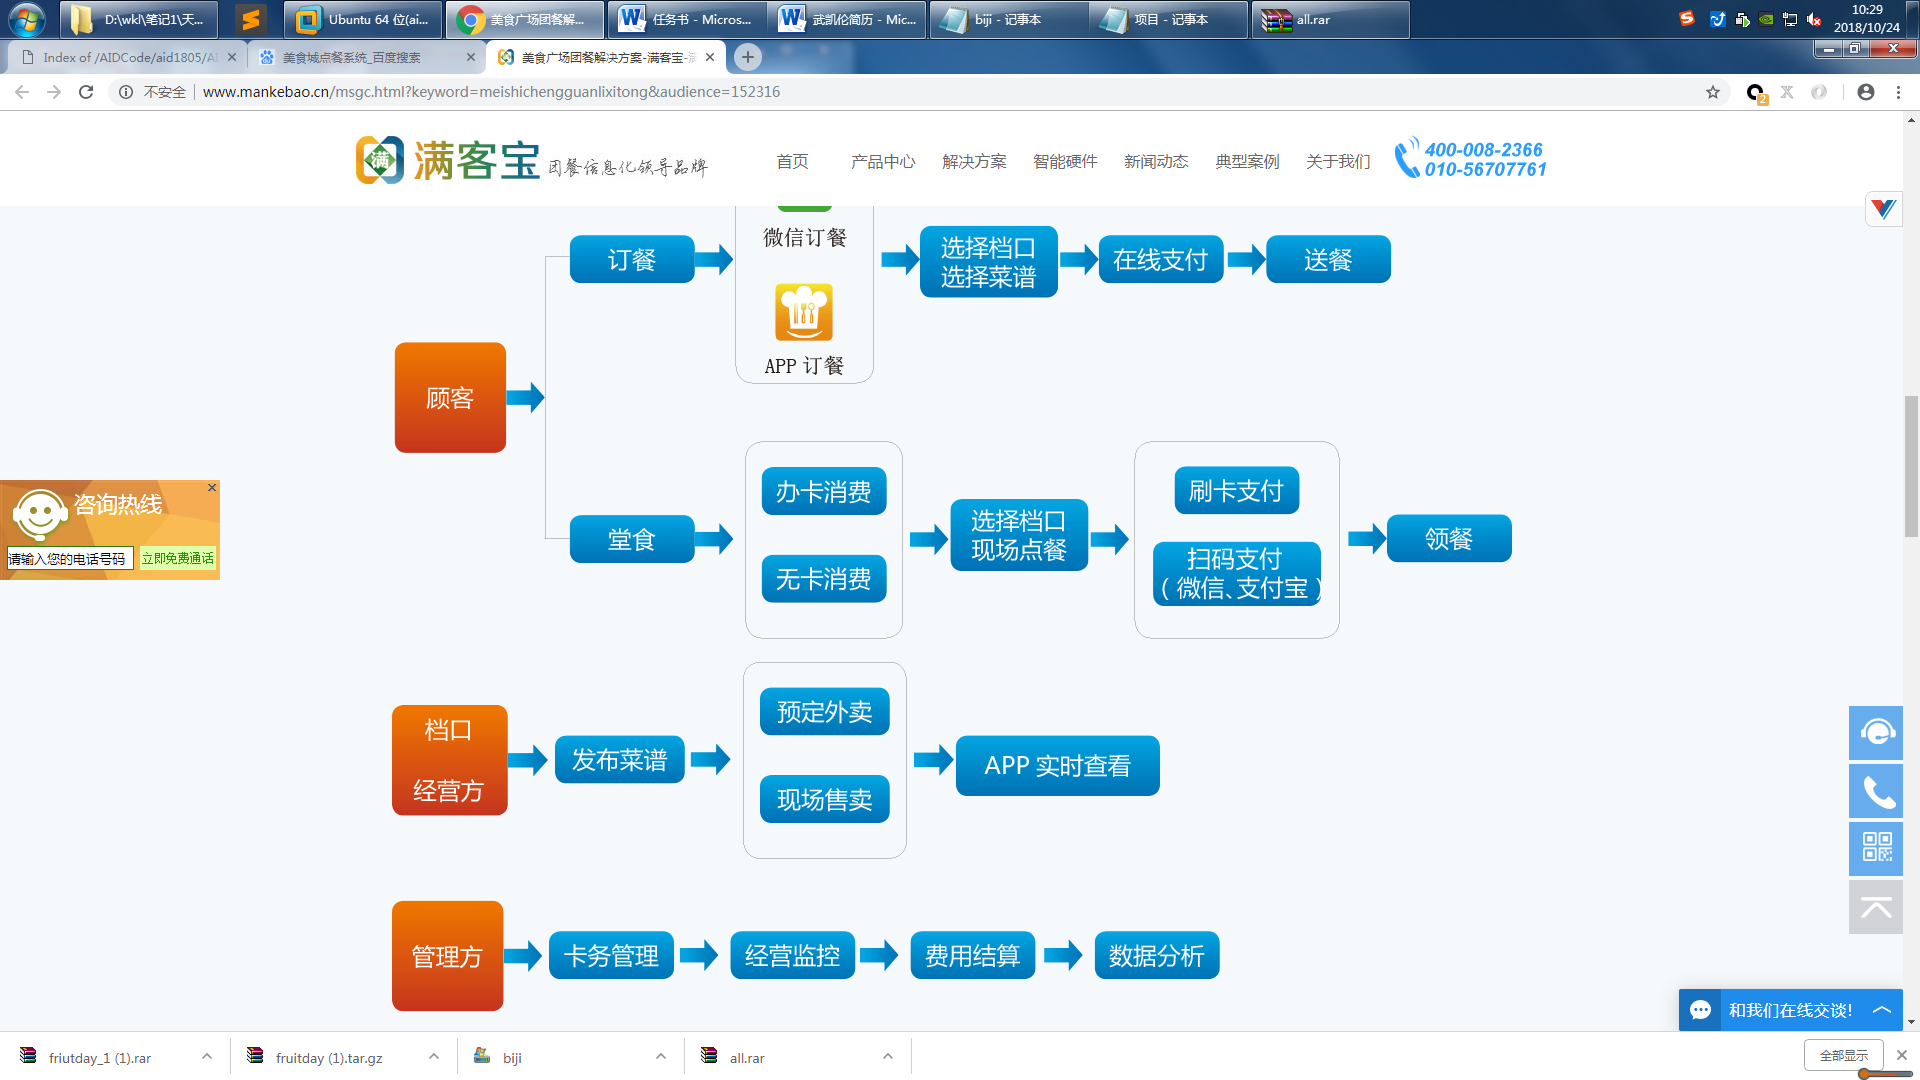 D:\wkl\笔记1\天...
Ubuntu 64 位(ai...
美食广场团餐解...
任务书 - Micros...
武凯伦简历 - Mic...
biji - 记事本
项目 - 记事本
all.rar
10:29
2018/10/24
Index of /AIDCode/aid1805/AI
美食城点餐系统_百度搜索
美食广场团餐解决方案-满客宝-满
不安全
www.mankebao.cn/msgc.html?keyword=meishichengguanlixitong&audience=152316
2
满
满客宝
团餐信息化领导品牌
首页
产品中心
解决方案
智能硬件
新闻动态
典型案例
关于我们
400-008-2366
010-56707761
订餐
微信订餐
APP 订餐
选择档口
选择菜谱
在线支付
送餐
顾客
堂食
办卡消费
无卡消费
选择档口
现场点餐
刷卡支付
扫码支付
（微信、支付宝）
领餐
咨询热线
请输入您的电话号码
立即免费通话
档口
经营方
发布菜谱
预定外卖
现场售卖
APP 实时查看
管理方
卡务管理
经营监控
费用结算
数据分析
和我们在线交谈!
friutday_1 (1).rar
fruitday (1).tar.gz
biji
all.rar
全部显示